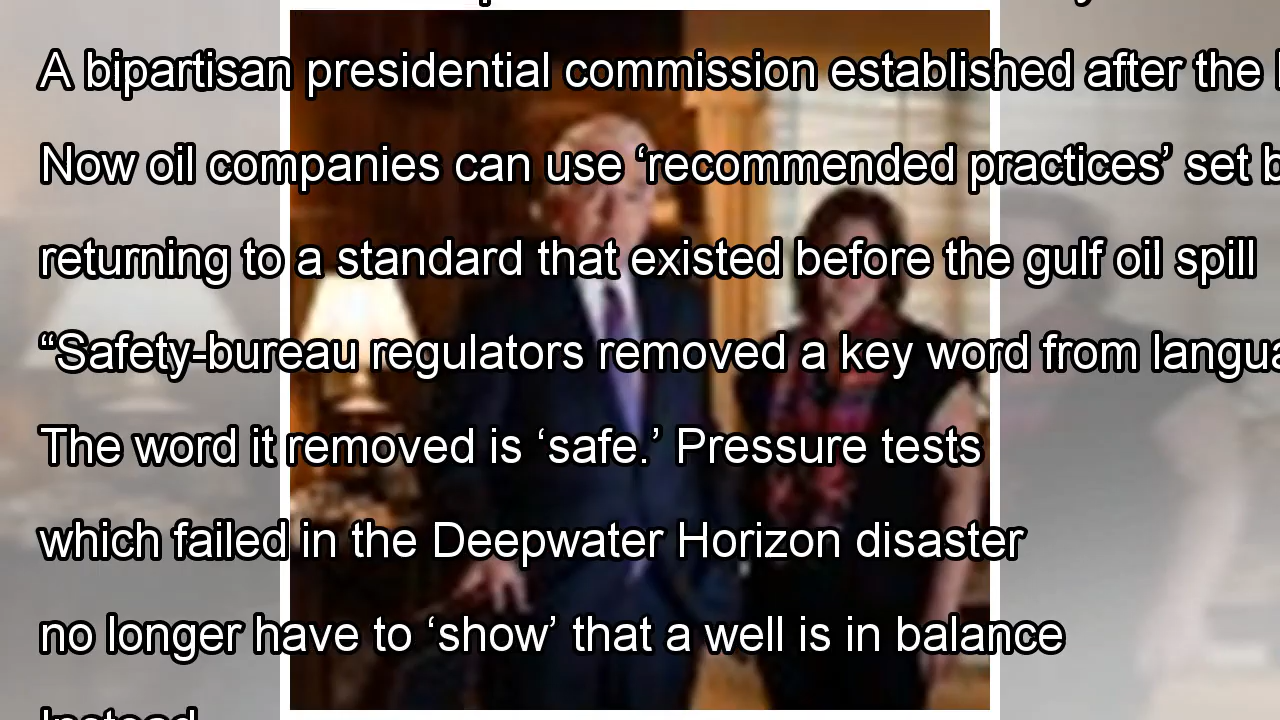 A bipartisan presidential commission established after the
Now oil companies can use ‘recommended practices’ set
returning to a standard that existed before the gulf oil spill
“Safety-bureau regulators removed a key word from
The word it removed is ‘safe.’ Pressure tests
which failed in the Deepwater Horizon disaster
no longer have to ‘show’ that a well is in balance
Instead